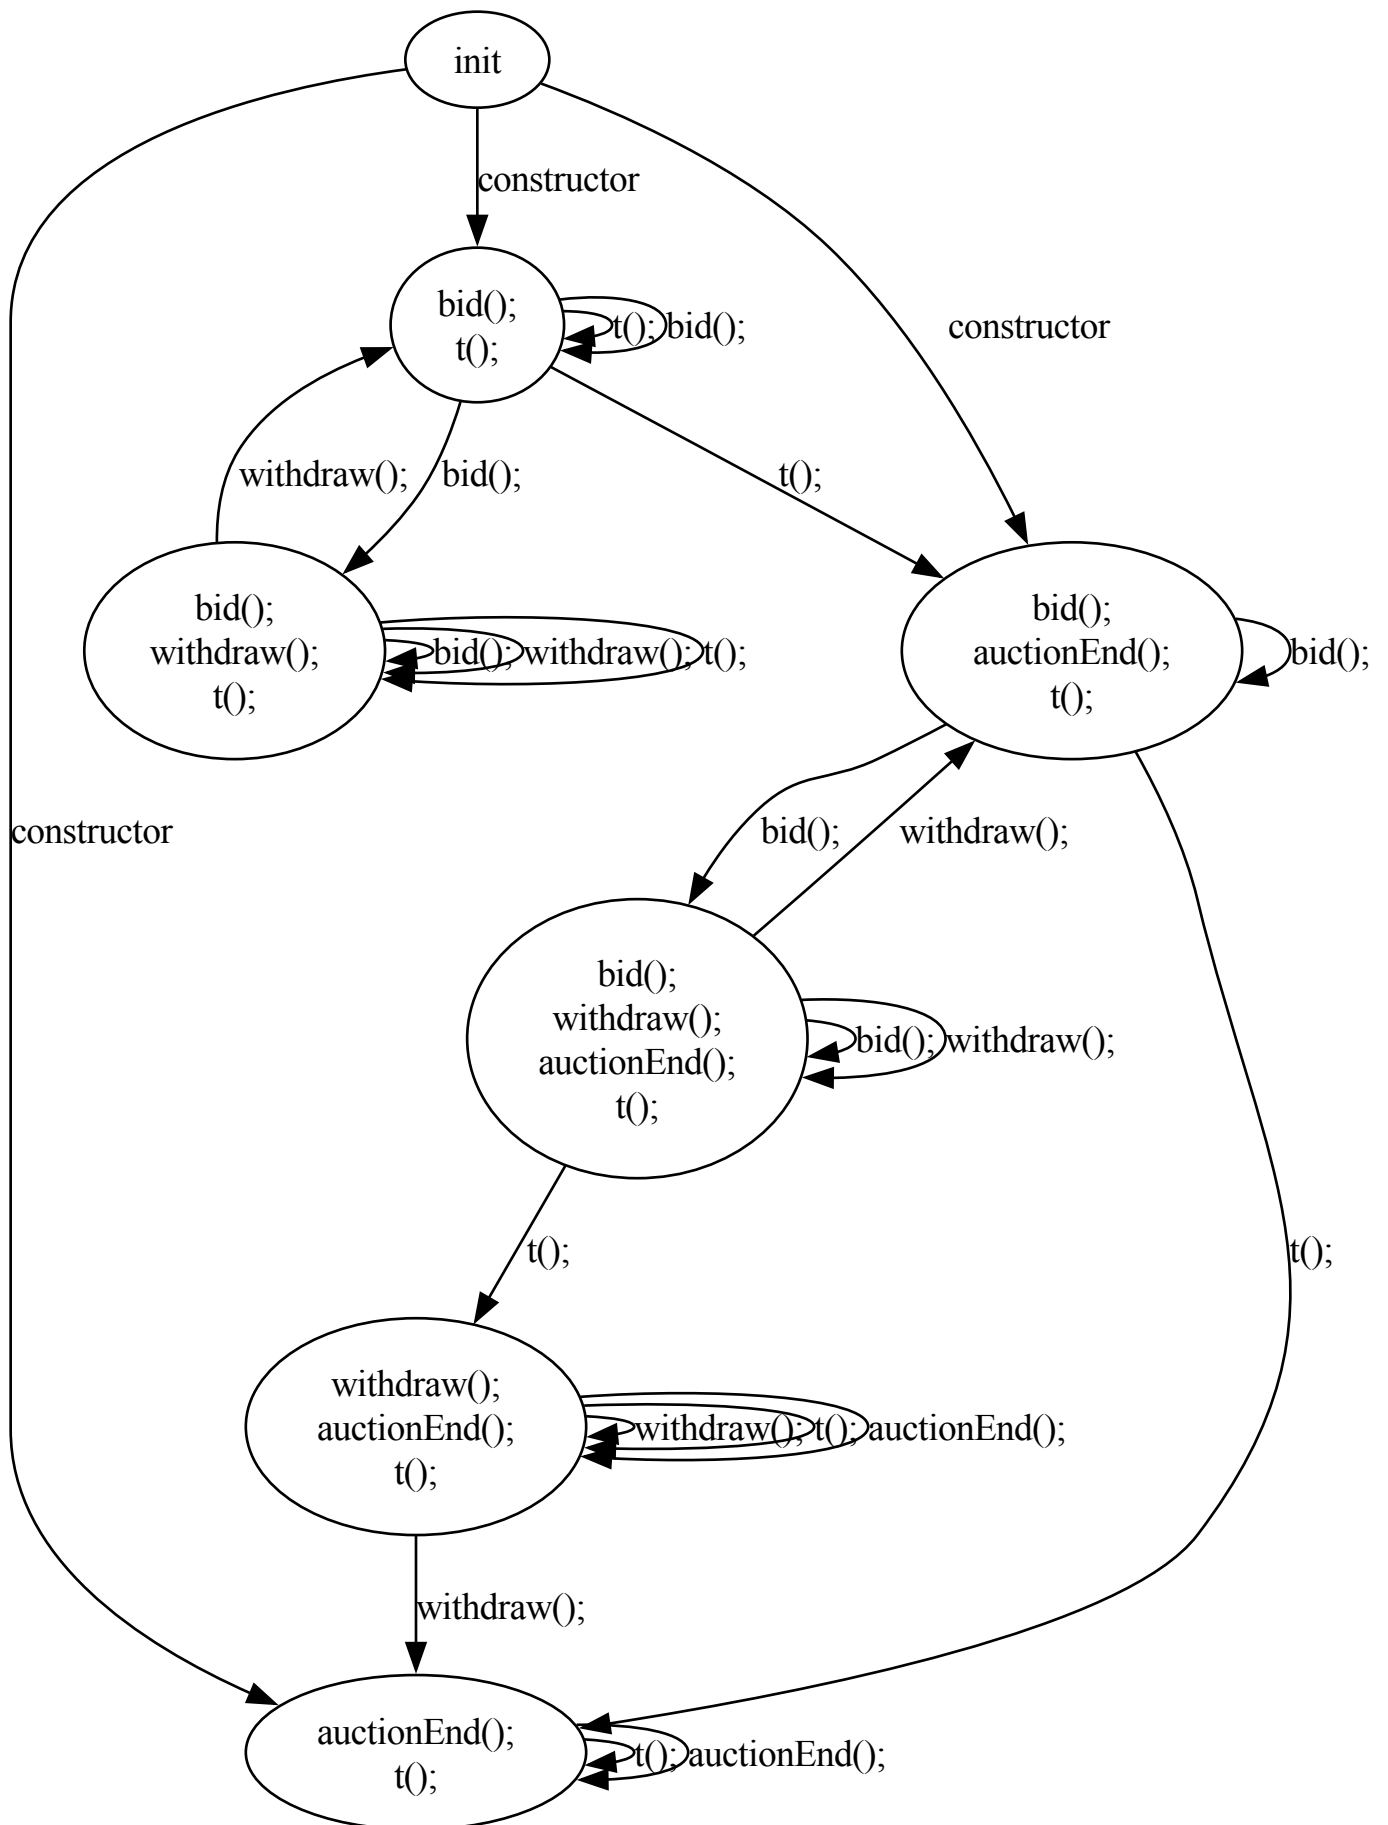 init
constructor
bid();
t();
t(); bid();
constructor
withdraw();
bid();
t();
bid();
withdraw();
t();
bid(); withdraw(); t();
bid();
auctionEnd();
t();
bid();
constructor
bid();
withdraw();
bid();
withdraw();
auctionEnd();
t();
bid(); withdraw();
t();
t();
withdraw();
auctionEnd();
t();
withdraw(); t(); auctionEnd();
withdraw();
auctionEnd();
t();
t(); auctionEnd();